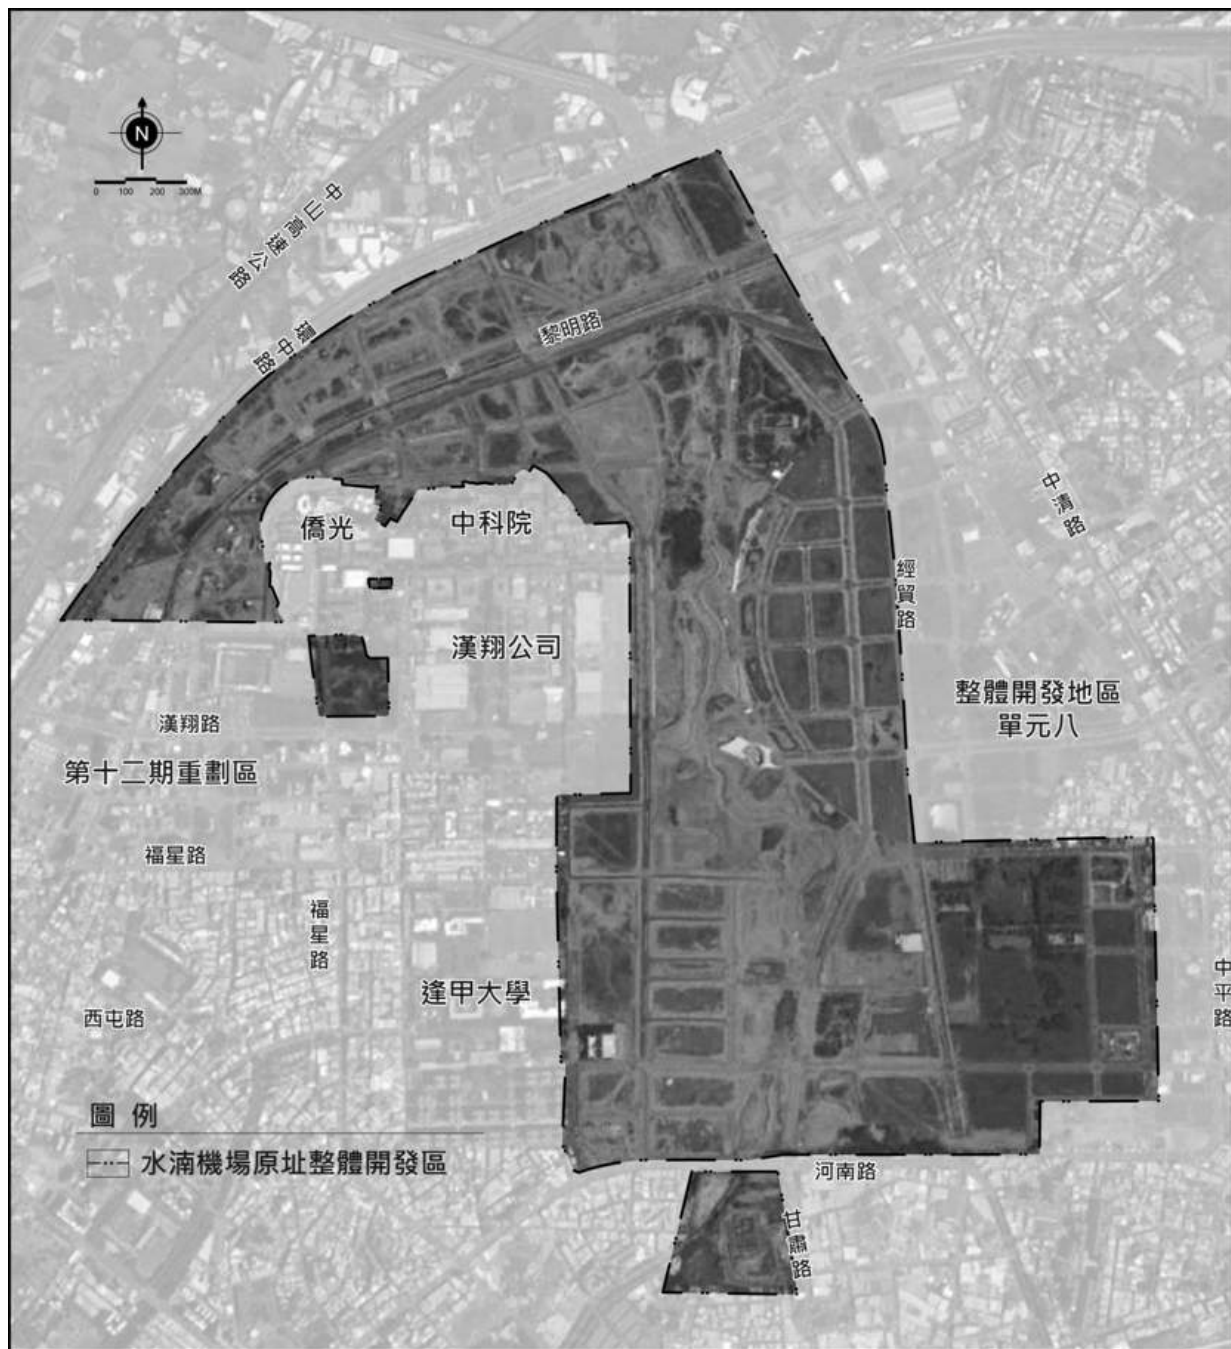 N
0 100 200 300M
中山高速公路
環中路
黎明路
僑光
中科院
中清路
經貿路
漢翔公司
整體開發地區
單元八
漢翔路
第十二期重劃區
福星路
福星路
逢甲大學
中平路
西屯路
圖例
水湳機場原址整體開發區
河南路
甘肅路